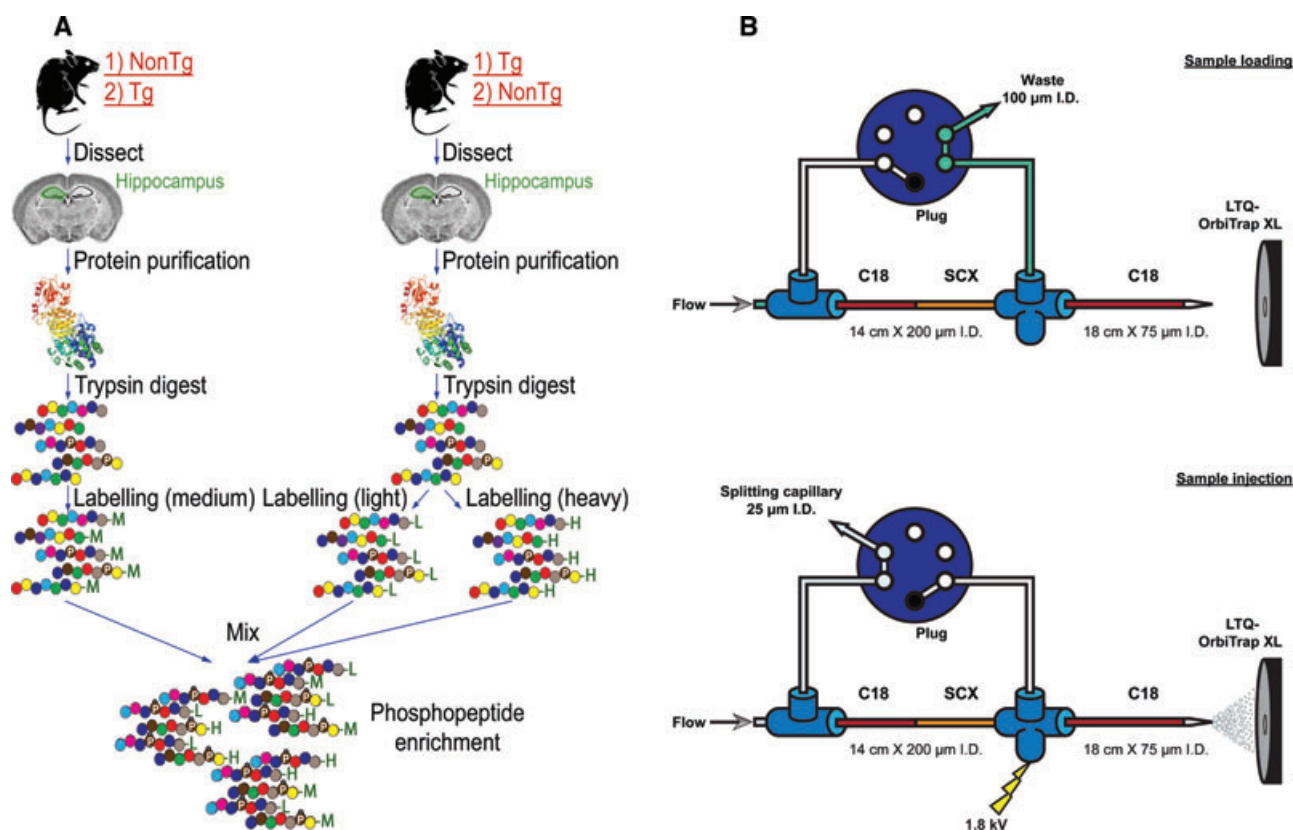 A
1) NonTg
2) Tg
1) Tg
2) NonTg
Dissect
Dissect
Hippocampus
Hippocampus
Protein purification
Protein purification
Trypsin digest
Trypsin digest
P
P
P
P
Labelling (medium)
Labelling (light)
Labelling (heavy)
M
M
P M
P M
M
L
L
P L
P L
L
H
H
P H
P H
H
Mix
P L
P M
P M
P L
P L
P H
P H
P M
P L
P H
P H
P H
P M
P L
P M
Phosphopeptide
enrichment
B
Sample loading
Waste
100 µm I.D.
Plug
LTQ-
OrbiTrap XL
C18
SCX
C18
Flow
14 cm X 200 µm I.D.
18 cm X 75 µm I.D.
Sample injection
Splitting capillary
25 µm I.D.
Plug
LTQ-
OrbiTrap XL
C18
SCX
C18
Flow
14 cm X 200 µm I.D.
18 cm X 75 µm I.D.
1.8 kV